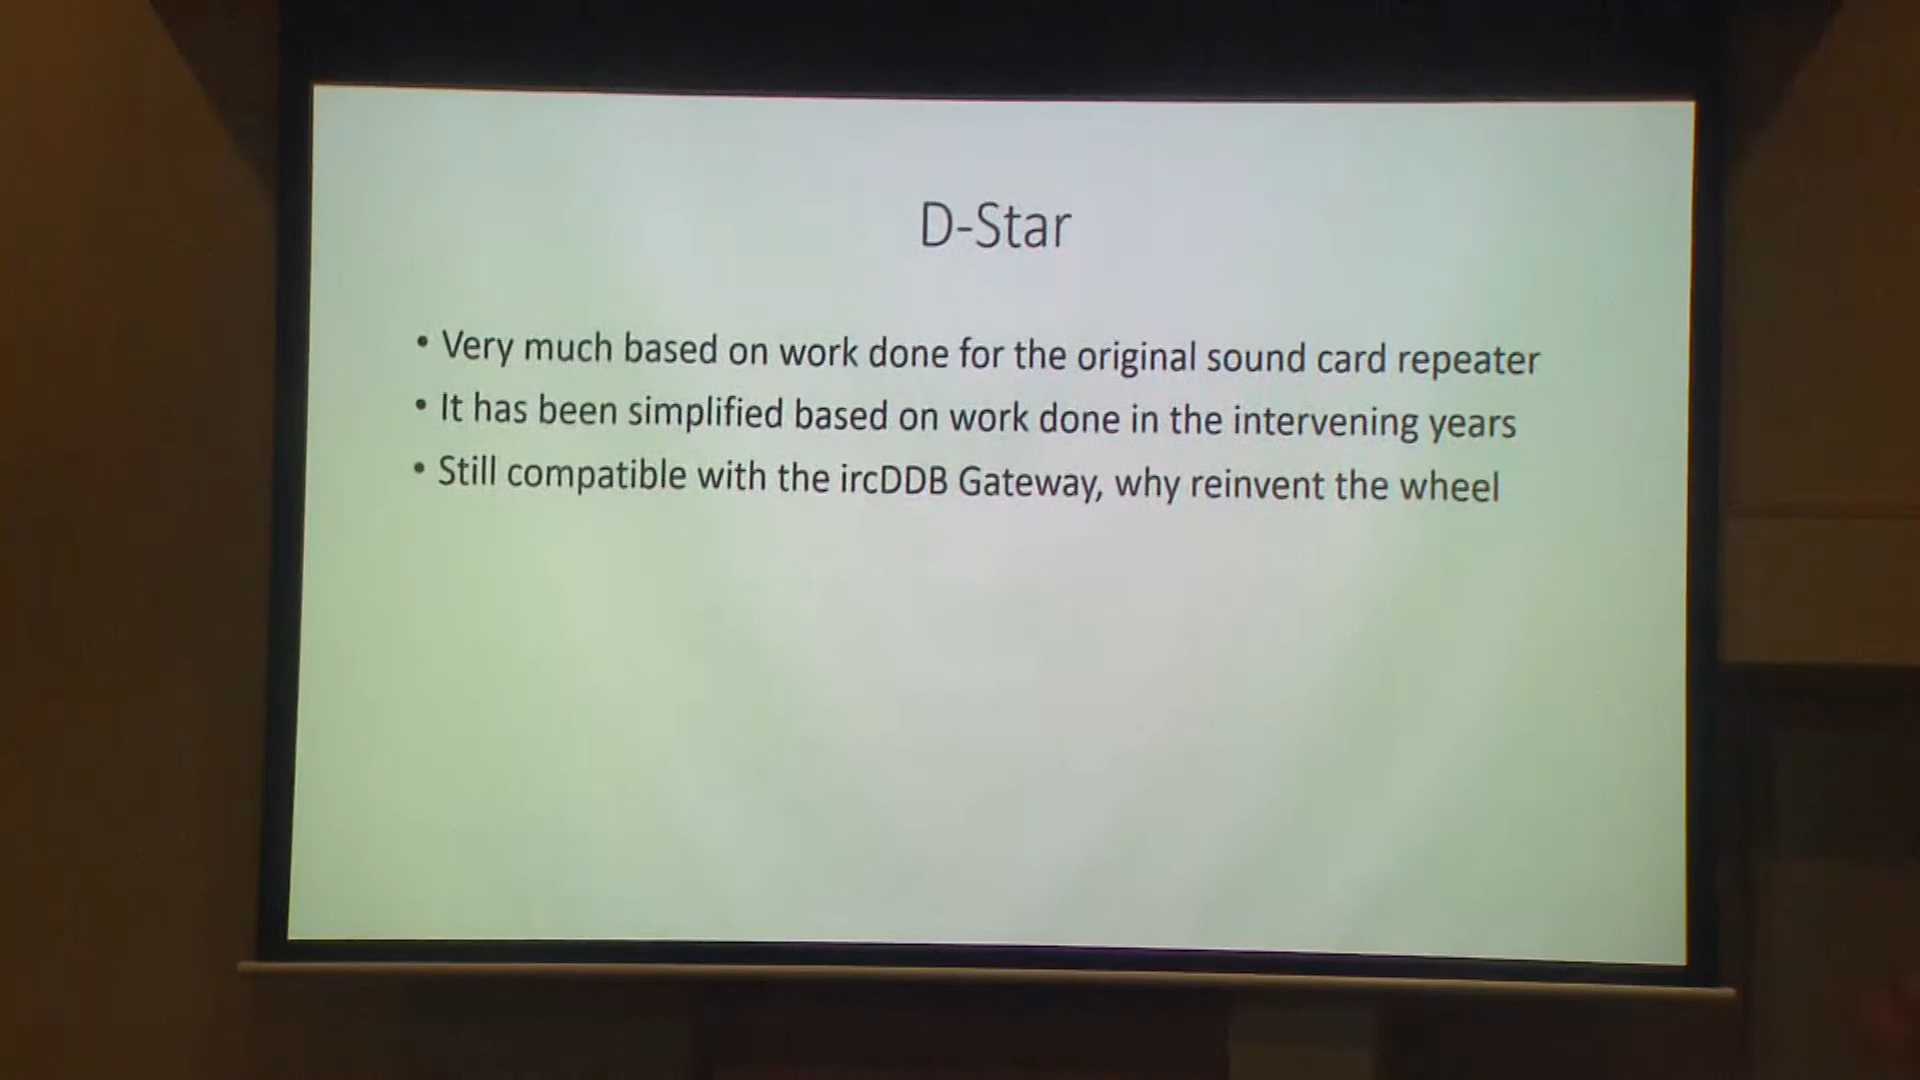 D-Star
• Very much based on work done for the original sound card repeater
• It has been simplified based on work done in the intervening years
• Still compatible with the ircDDB Gateway, why reinvent the wheel